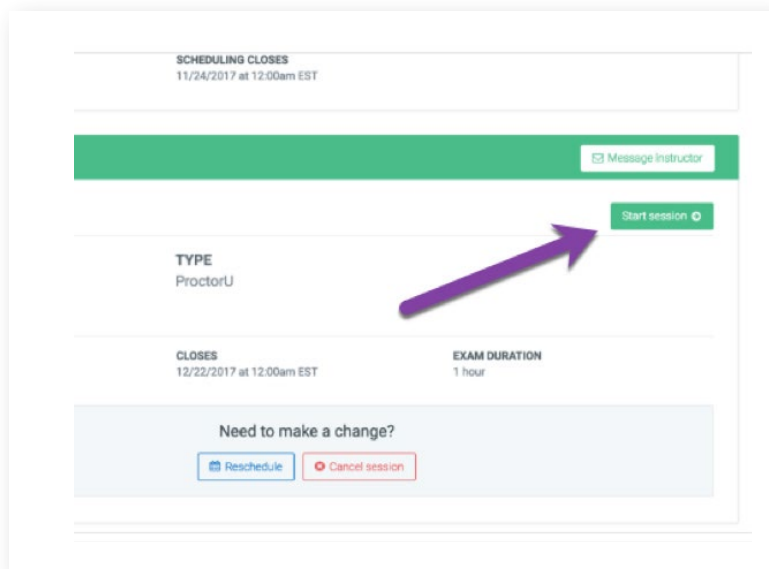 SCHEDULING CLOSES
11/24/2017 at 12:00am EST
Message Instructor
Start session
TYPE
ProctorU
CLOSES
12/22/2017 at 12:00am EST
EXAM DURATION
1 hour
Need to make a change?
Reschedule
Cancel session